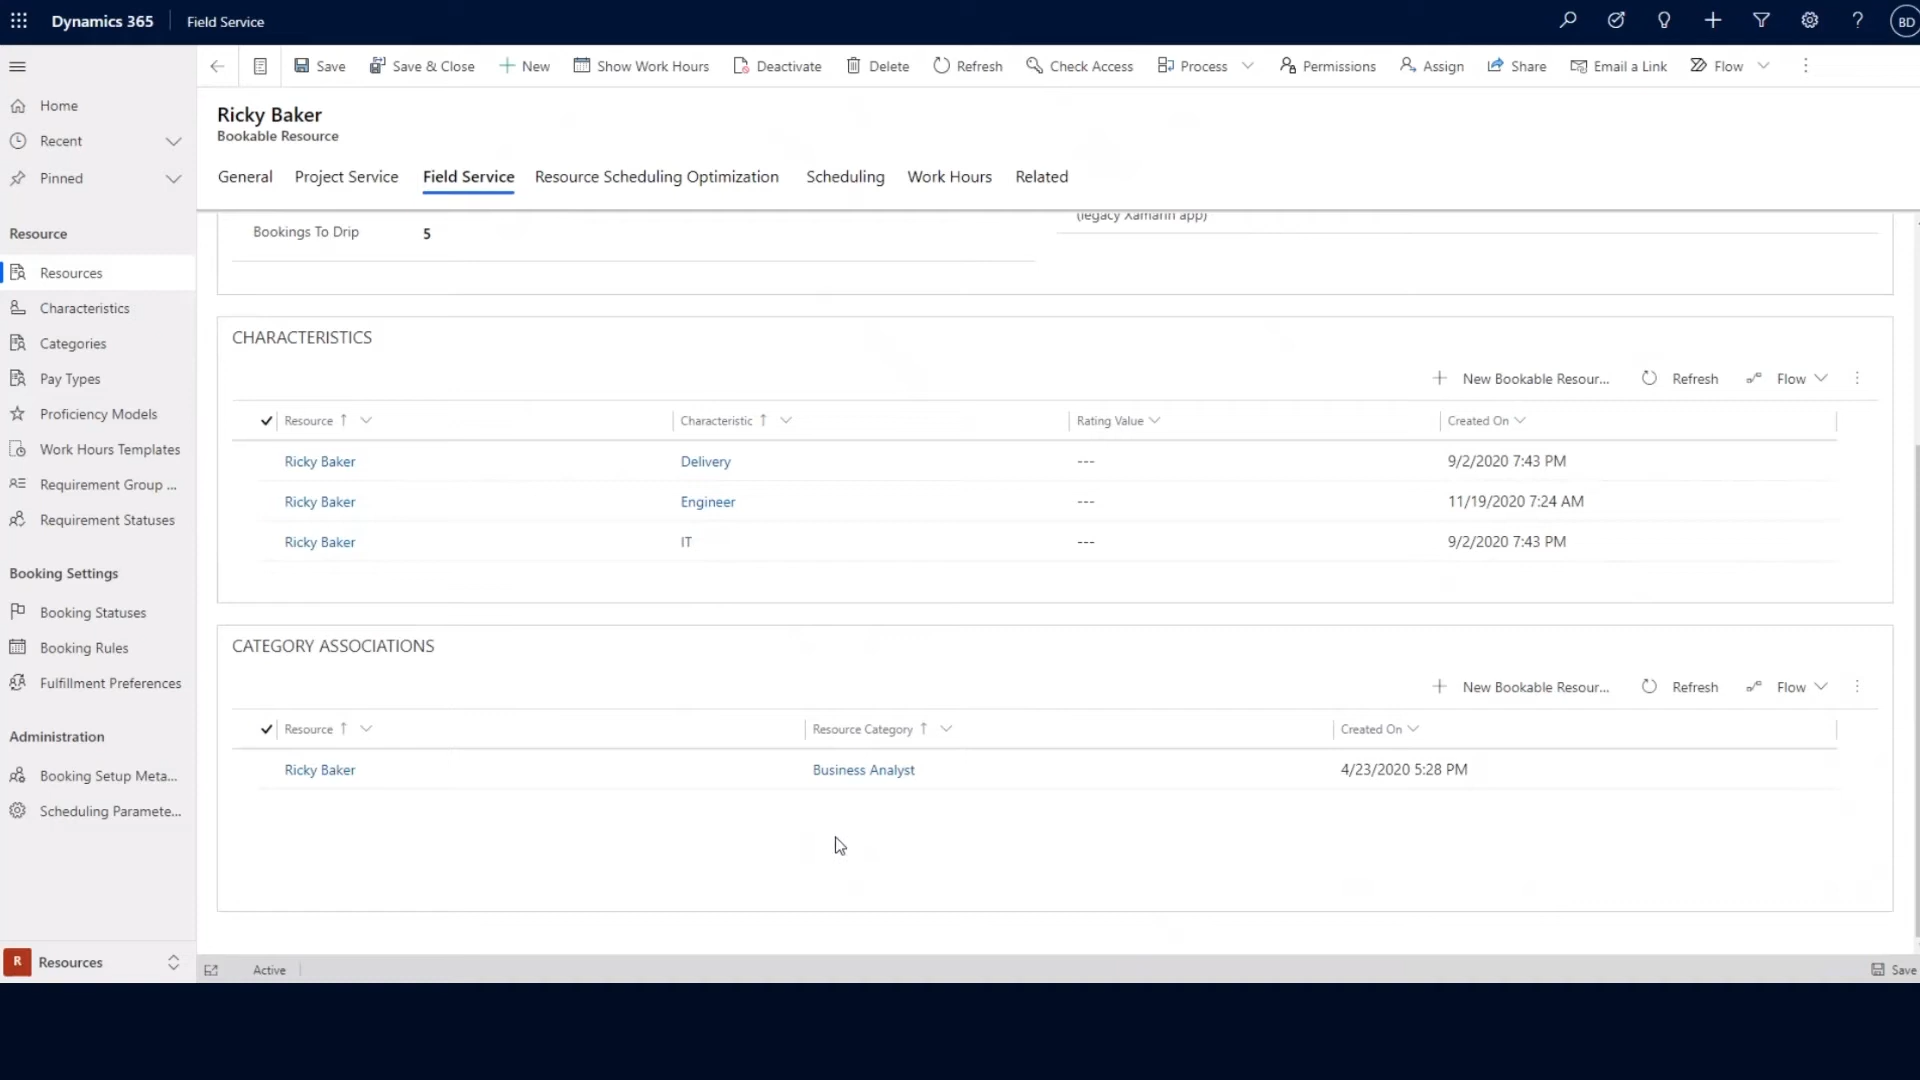 Dynamics 365 Field Service BD
Save Save & Close New Show Work Hours Deactivate Delete Refresh Check Access Process Permissions Assign Share Email a Link Flow
Home
Recent
Pinned
Resource
Resources
Characteristics
Categories
Pay Types
Proficiency Models
Work Hours Templates
Requirement Group ...
Requirement Statuses
Booking Settings
Booking Statuses
Booking Rules
Fulfillment Preferences
Administration
Booking Setup Meta...
Scheduling Paramete...
R Resources
Ricky Baker
Bookable Resource
General Project Service Field Service Resource Scheduling Optimization Scheduling Work Hours Related
(legacy Xamarin app)
Bookings To Drip 5
CHARACTERISTICS
New Bookable Resour... Refresh Flow
Resource Characteristic Rating Value Created On
Ricky Baker Delivery --- 9/2/2020 7:43 PM
Ricky Baker Engineer --- 11/19/2020 7:24 AM
Ricky Baker IT --- 9/2/2020 7:43 PM
CATEGORY ASSOCIATIONS
New Bookable Resour... Refresh Flow
Resource Resource Category Created On
Ricky Baker Business Analyst 4/23/2020 5:28 PM
Active Save